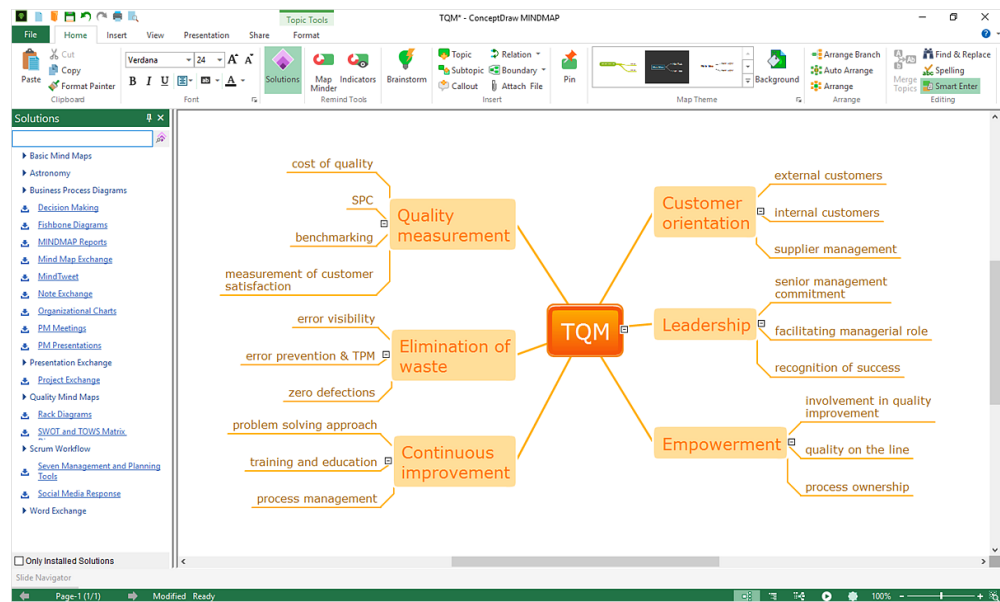 Topic Tools
TQM* - ConceptDraw MINDMAP
File
Home
Insert
View
Presentation
Share
Format
Paste
Cut
Copy
Format Painter
Clipboard
Verdana
24
A
A
B
I
U
ab
A
Font
Solutions
Map
Minder
Indicators
Remind Tools
Brainstorm
Topic
Subtopic
Callout
Relation
Boundary
Attach File
Insert
Pin
Map Theme
Background
Arrange Branch
Auto Arrange
Arrange
Arrange
Merge
Topics
Find & Replace
Spelling
Smart Enter
Editing
Solutions
Basic Mind Maps
Astronomy
Business Process Diagrams
Decision Making
Fishbone Diagrams
MINDMAP Reports
Mind Map Exchange
MindTweet
Note Exchange
Organizational Charts
PM Meetings
PM Presentations
Presentation Exchange
Project Exchange
Quality Mind Maps
Rack Diagrams
SWOT and TOWS Matrix
Scrum Workflow
Seven Management and Planning
Tools
Social Media Response
Word Exchange
Only Installed Solutions
cost of quality
SPC
benchmarking
measurement of customer
satisfaction
Quality
measurement
error visibility
error prevention & TPM
zero defections
Elimination of
waste
problem solving approach
training and education
process management
Continuous
improvement
TQM
Customer
orientation
external customers
internal customers
supplier management
Leadership
senior management
commitment
facilitating managerial role
recognition of success
Empowerment
involvement in quality
improvement
quality on the line
process ownership
Slide Navigator
Page-1 (1/1)
Modified
Ready
100%